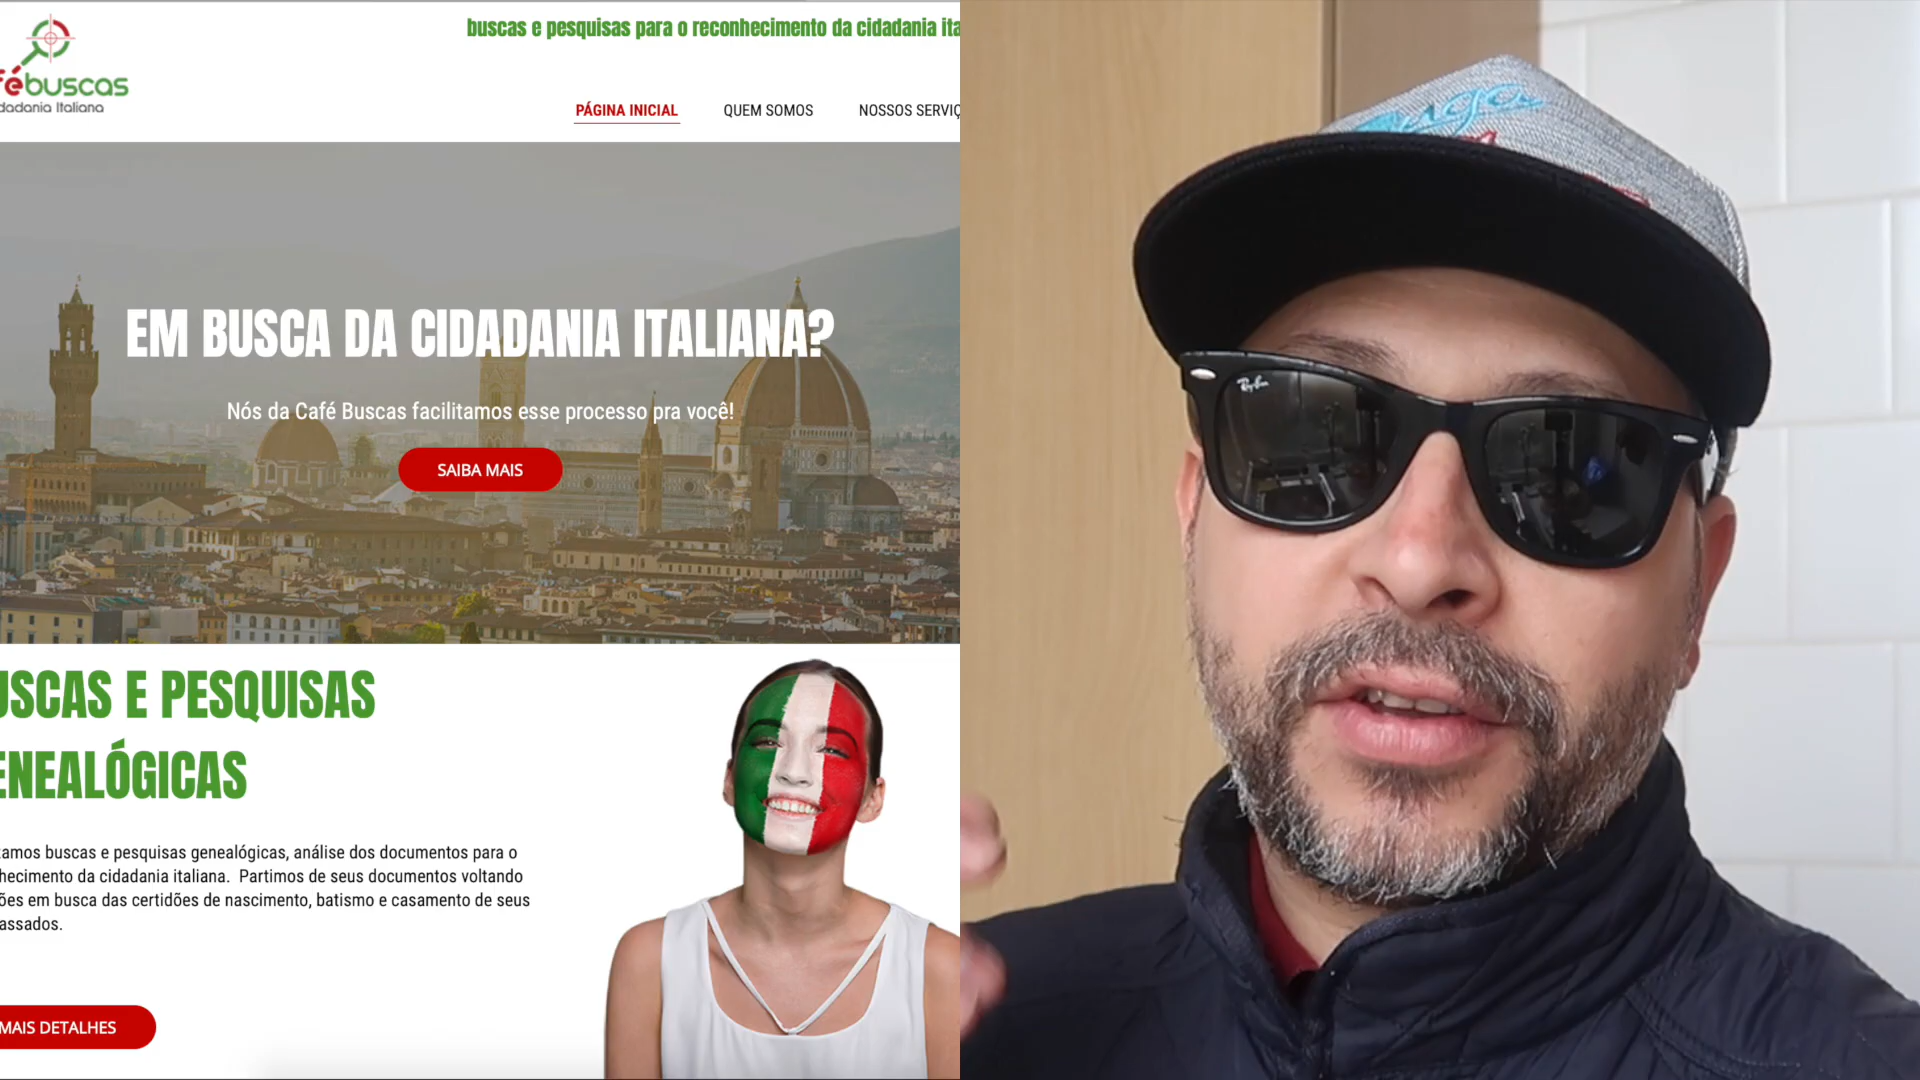 buscas e pesquisas para o reconhecimento da cidadania ita
fébuscas
dadania Italiana
PÁGINA INICIAL
QUEM SOMOS
NOSSOS SERVIÇ
EM BUSCA DA CIDADANIA ITALIANA?
Nós da Café Buscas facilitamos esse processo pra você!
SAIBA MAIS
USCAS E PESQUISAS
ENEALÓGICAS
tamos buscas e pesquisas genealógicas, análise dos documentos para o
hecimento da cidadania italiana. Partimos de seus documentos voltando
ões em busca das certidões de nascimento, batismo e casamento de seus
assados.
MAIS DETALHES
Ray-Ban